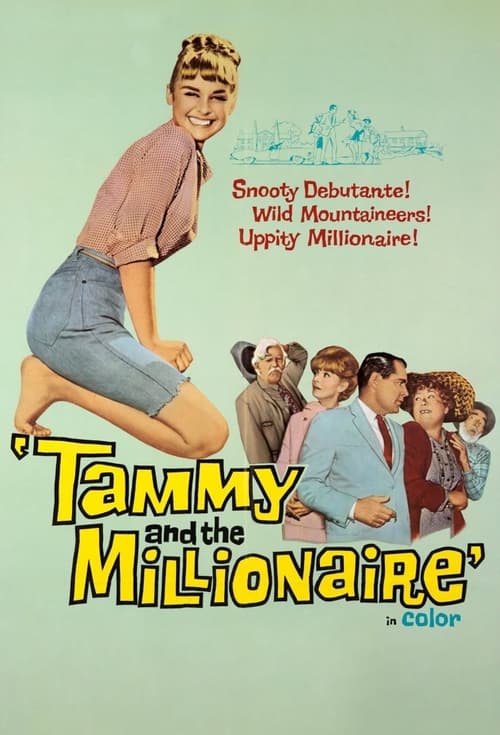 Snooty Debutante!
Wild Mountaineers!
Uppity Millionaire!
'Tammy
and the
Millionaire'
in color